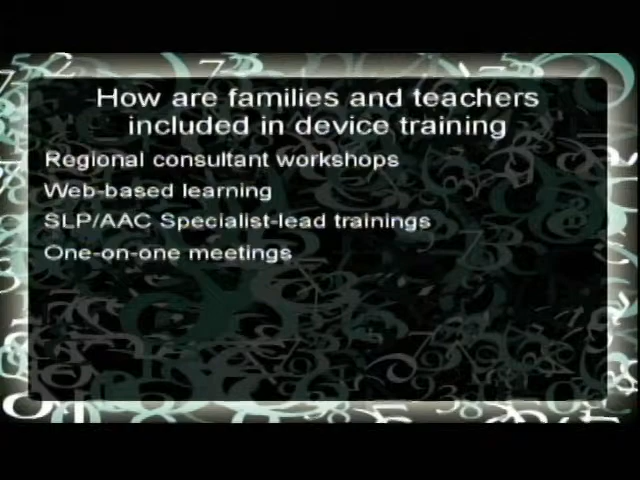 How are families and teachers
included in device training
Regional consultant workshops
Web-based learning
SLP/AAC Specialist-lead trainings
One-on-one meetings